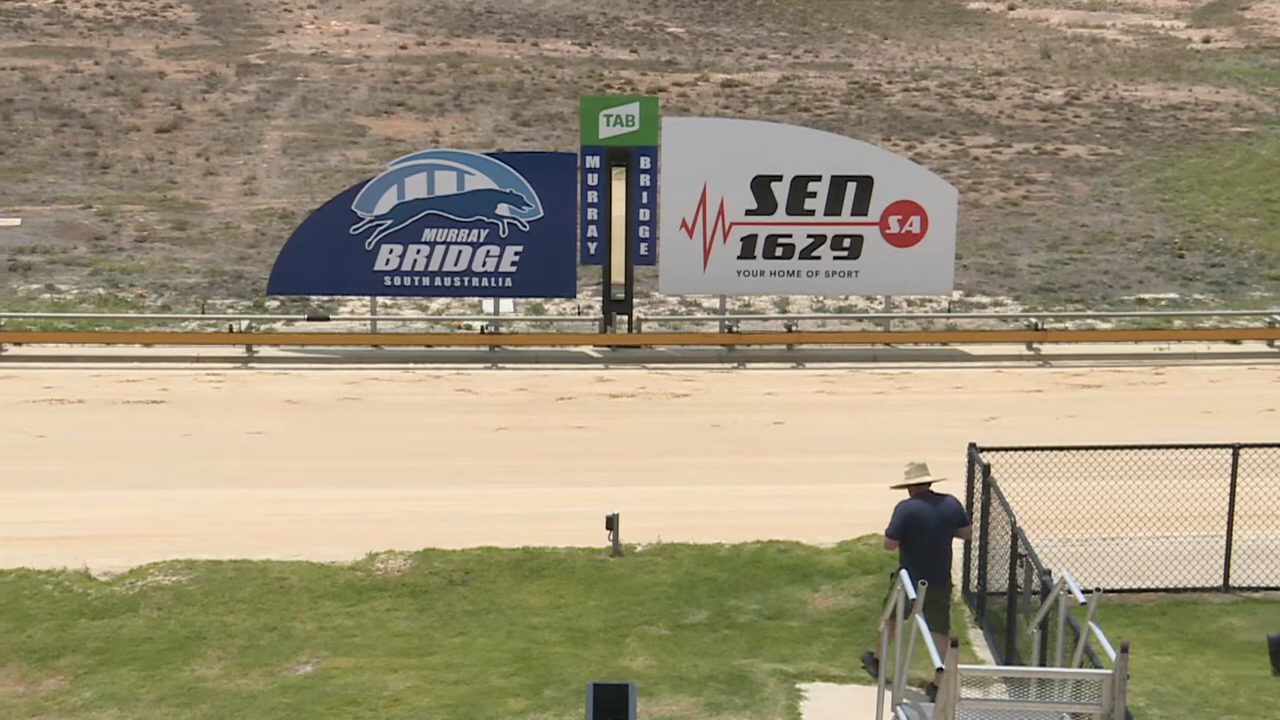 TAB
MURRAY
BRIDGE
MURRAY
BRIDGE
SOUTH AUSTRALIA
SEN
SA
1629
YOUR HOME OF SPORT